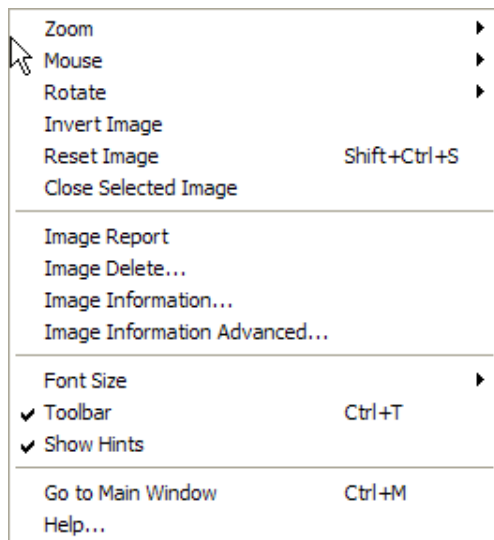 Zoom
Mouse
Rotate
Invert Image
Reset Image Shift+Ctrl+S
Close Selected Image
Image Report
Image Delete...
Image Information...
Image Information Advanced...
Font Size
Toolbar Ctrl+T
Show Hints
Go to Main Window Ctrl+M
Help...